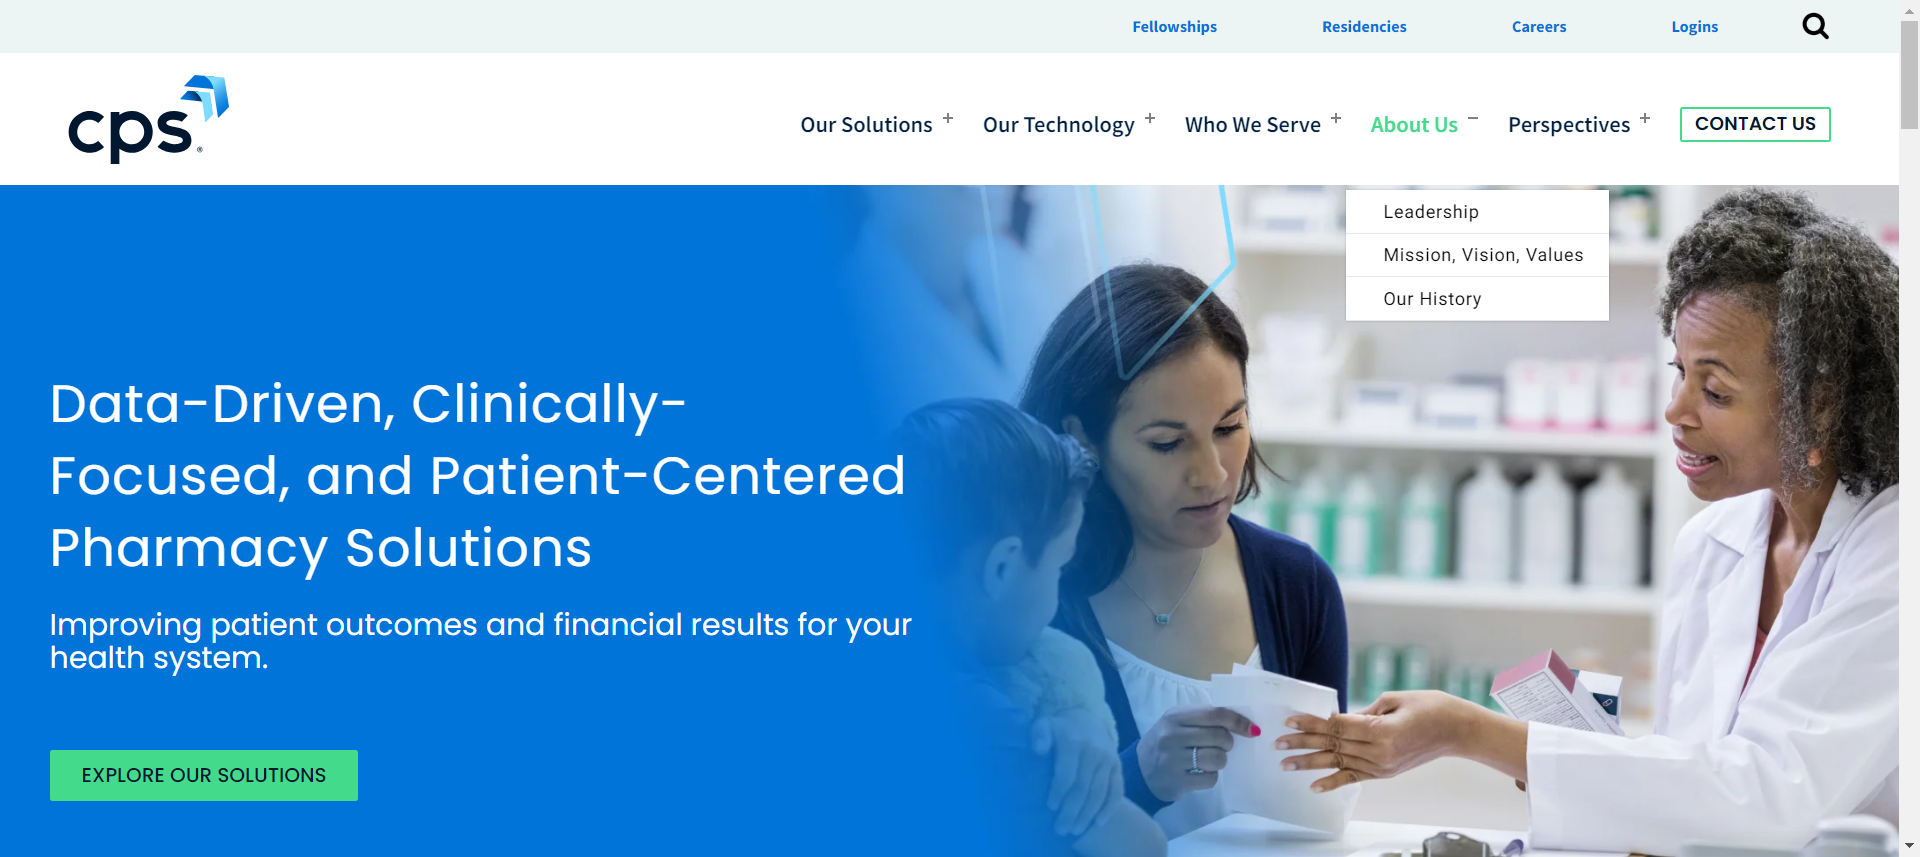 Fellowships
Residencies
Careers
Logins
cps®
Our Solutions +
Our Technology +
Who We Serve +
About Us −
Perspectives +
CONTACT US
Leadership
Mission, Vision, Values
Our History
Data-Driven, Clinically-
Focused, and Patient-Centered
Pharmacy Solutions
Improving patient outcomes and financial results for your
health system.
EXPLORE OUR SOLUTIONS